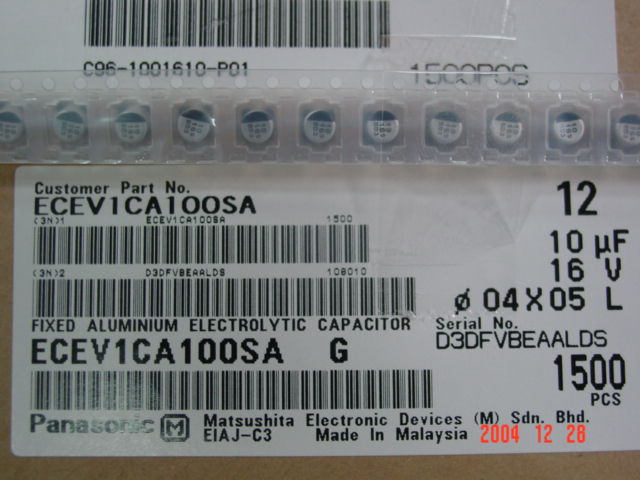 C96-1001610-P01 1500PCS
Customer Part No. 12
ECEV1CA100SA
(3N)1 ECEV1CA100SA 1500
10 µF
16 V
(3N)2 D3DFVBEAALDS 108010
ø 04X05 L
FIXED ALUMINIUM ELECTROLYTIC CAPACITOR Serial No.
D3DFVBEAALDS
ECEV1CA100SA G
1500
PCS
Panasonic M Matsushita Electronic Devices (M) Sdn. Bhd.
EIAJ-C3 Made In Malaysia 2004 12 28